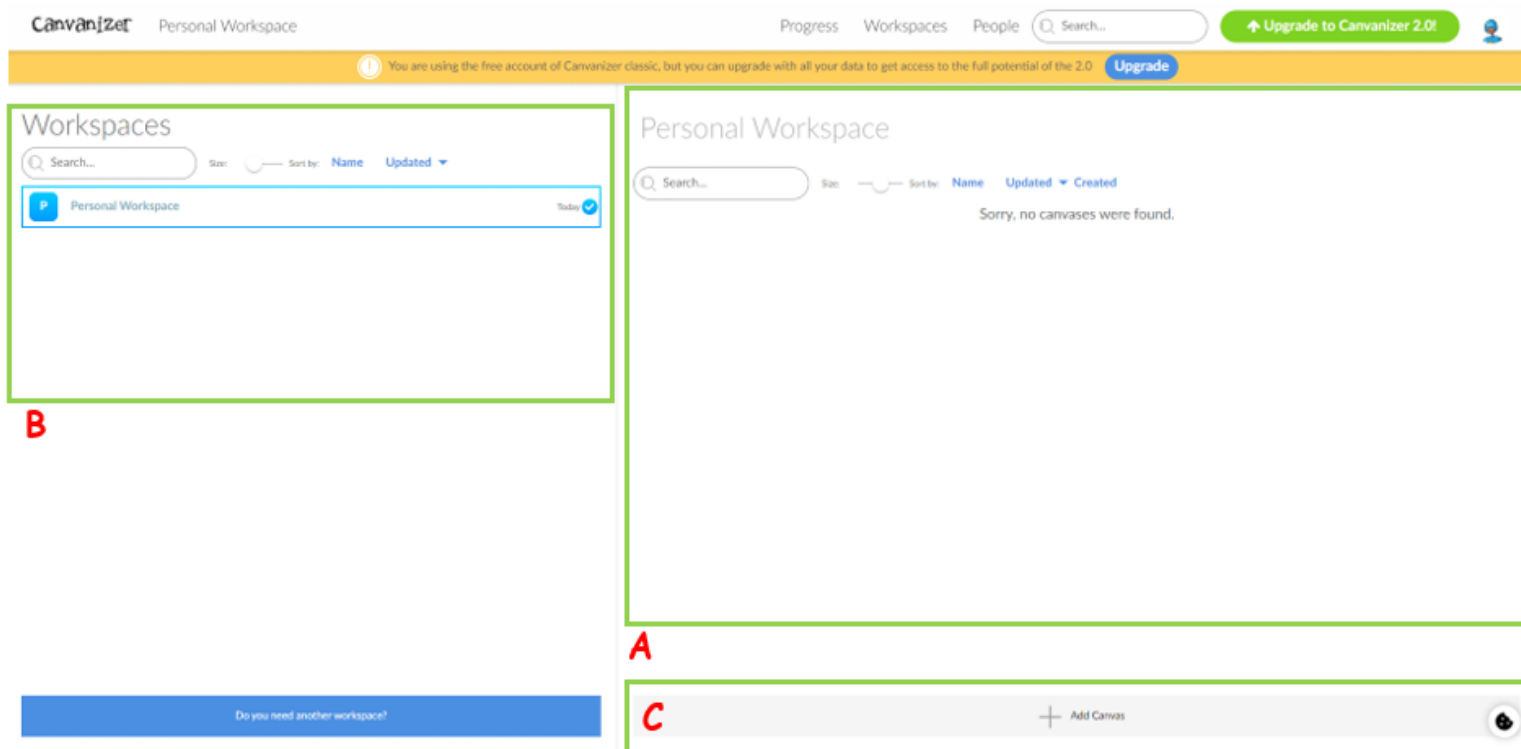 Canvanizer Personal Workspace Progress Workspaces People Search... Upgrade to Canvanizer 2.0!
You are using the free account of Canvanizer classic, but you can upgrade with all your data to get access to the full potential of the 2.0 Upgrade
Workspaces
Search... Size: Sort by: Name Updated
P Personal Workspace Today
B
Do you need another workspace?
Personal Workspace
Search... Size: Sort by: Name Updated Created
Sorry, no canvases were found.
A
C Add Canvas